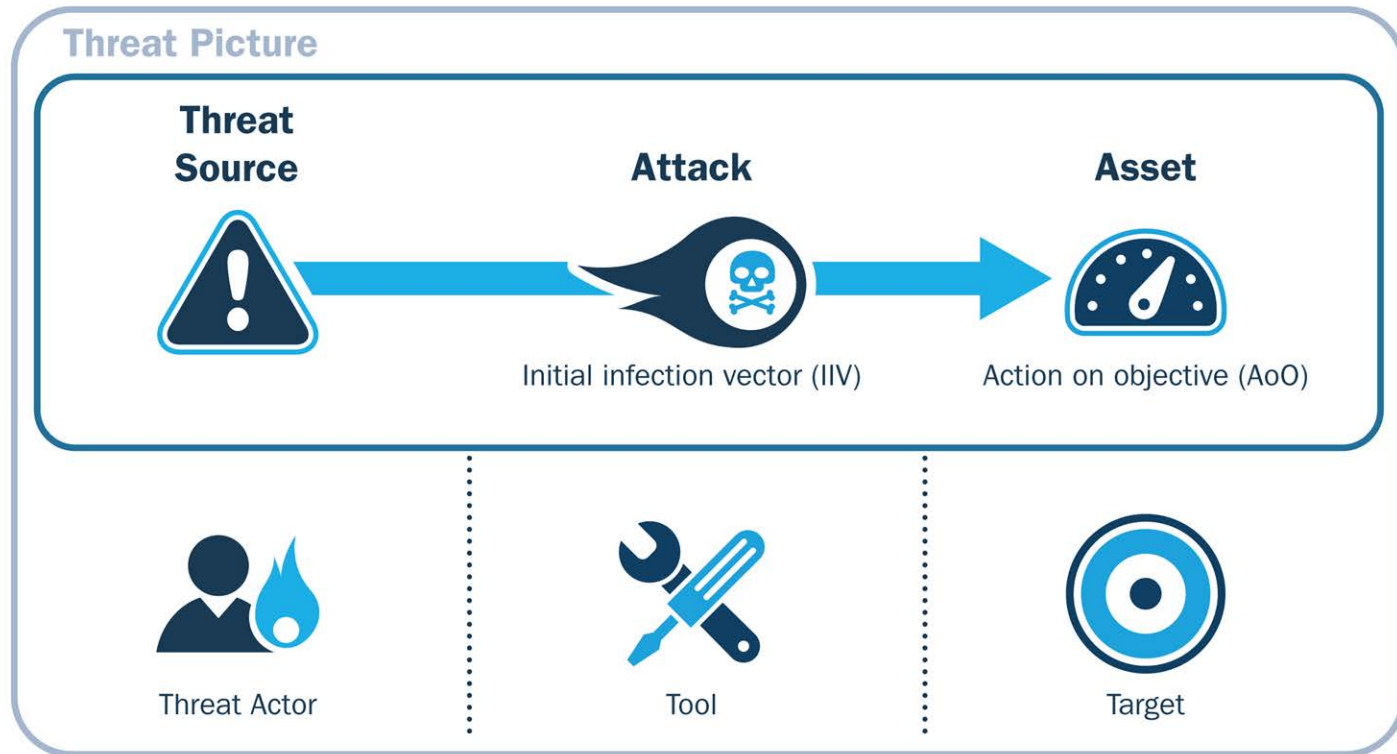 Threat Picture
Threat
Source
Attack
Asset
Initial infection vector (IIV)
Action on objective (AoO)
Threat Actor
Tool
Target